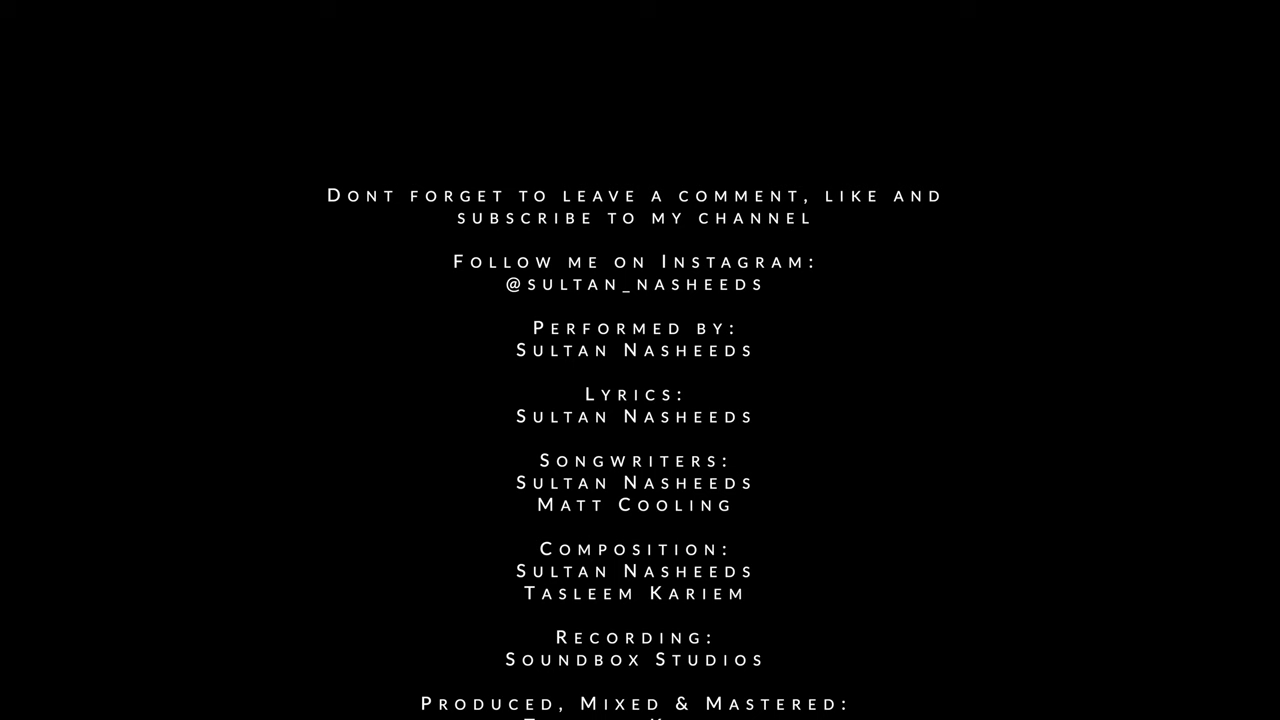 Dont forget to leave a comment, like and
subscribe to my channel
Follow me on Instagram:
@sultan_nasheeds
Performed by:
Sultan Nasheeds
Lyrics:
Sultan Nasheeds
Songwriters:
Sultan Nasheeds
Matt Cooling
Composition:
Sultan Nasheeds
Tasleem Kariem
Recording:
Soundbox Studios
Produced, Mixed & Mastered: